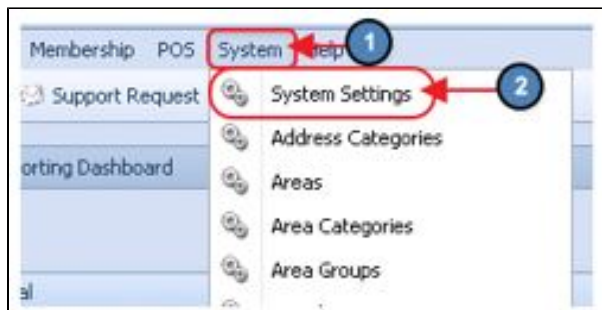 Membership POS System Help 1
Support Request System Settings 2
Address Categories
orting Dashboard
Areas
Area Categories
Area Groups
al